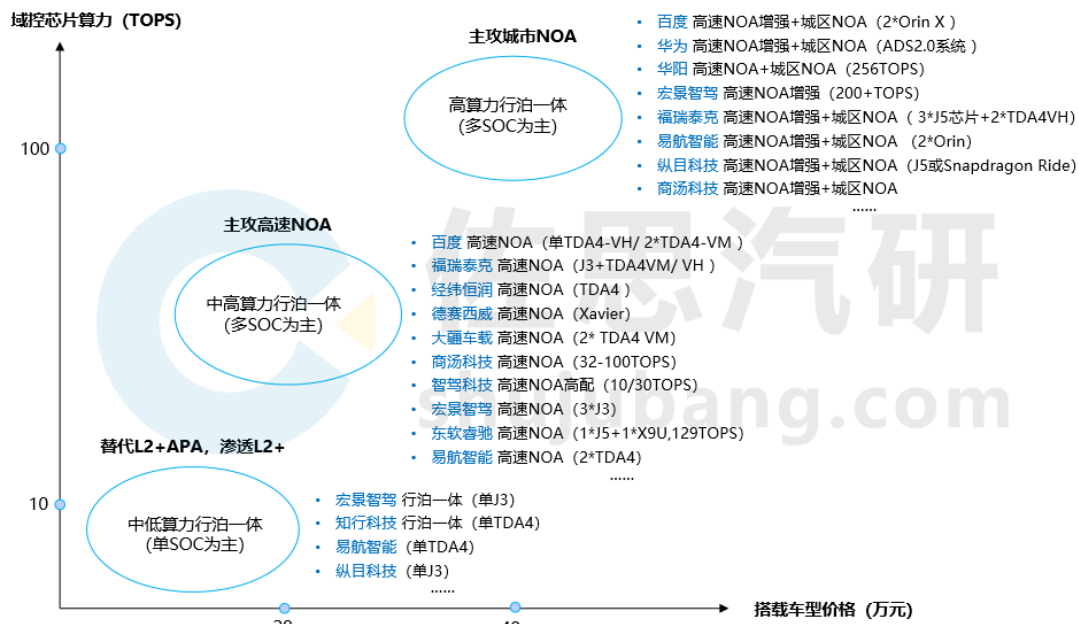 域控芯片算力（TOPS）
主攻城市NOA
高算力行泊一体
(多SOC为主)
• 百度 高速NOA增强+城区NOA（2*Orin X ）
• 华为 高速NOA增强+城区NOA（ADS2.0系统 ）
• 华阳 高速NOA+城区NOA（256TOPS）
• 宏景智驾 高速NOA增强（200+TOPS）
• 福瑞泰克 高速NOA增强+城区NOA（ 3*J5芯片+2*TDA4VH）
• 易航智能 高速NOA增强+城区NOA （2*Orin）
• 纵目科技 高速NOA增强+城区NOA（J5或Snapdragon Ride）
• 商汤科技 高速NOA增强+城区NOA
......
100
主攻高速NOA
中高算力行泊一体
(多SOC为主)
• 百度 高速NOA（单TDA4-VH/ 2*TDA4-VM ）
• 福瑞泰克 高速NOA（J3+TDA4VM/ VH ）
• 经纬恒润 高速NOA（TDA4 ）
• 德赛西威 高速NOA（Xavier）
• 大疆车载 高速NOA（2* TDA4 VM）
• 商汤科技 高速NOA（32-100TOPS）
• 智驾科技 高速NOA高配（10/30TOPS）
• 宏景智驾 高速NOA（3*J3）
• 东软睿驰 高速NOA（1*J5+1*X9U,129TOPS）
• 易航智能 高速NOA（2*TDA4）
......
佐思汽研
shujubang.com
替代L2+APA，渗透L2+
10
中低算力行泊一体
(单SOC为主)
• 宏景智驾 行泊一体（单J3）
• 知行科技 行泊一体（单TDA4）
• 易航智能（单TDA4）
• 纵目科技（单J3）
......
搭载车型价格（万元）